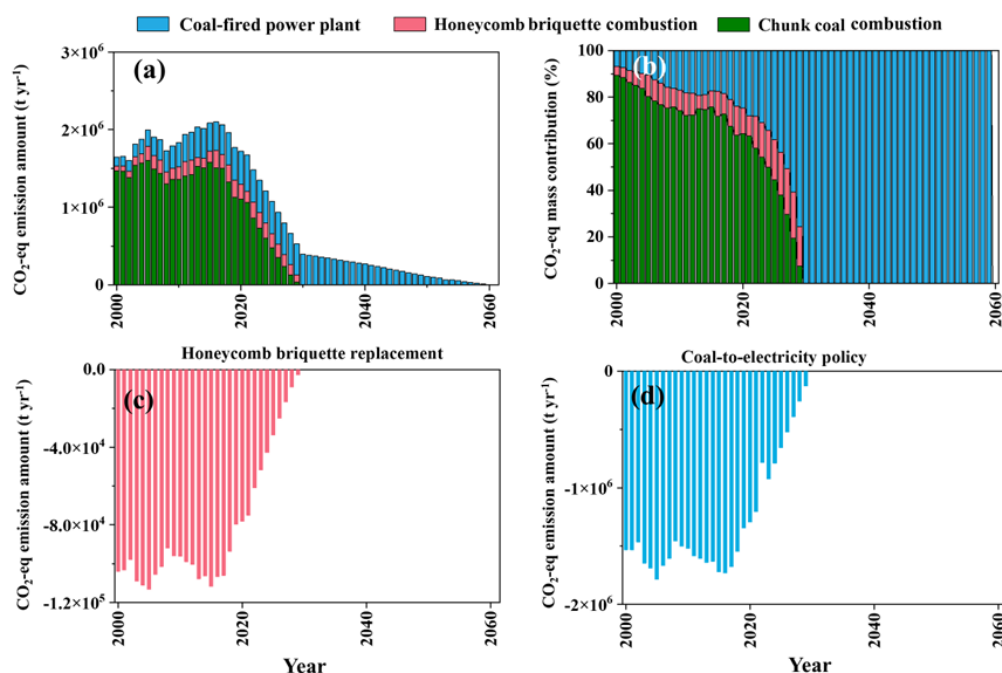 Coal-fired power plant Honeycomb briquette combustion Chunk coal combustion
(a)
CO₂-eq emission amount (t yr⁻¹)
3×10⁶
2×10⁶
1×10⁶
0
2000 2020 2040 2060
(b)
CO₂-eq mass contribution (%)
100
80
60
40
20
0
2000 2020 2040 2060
Honeycomb briquette replacement
(c)
CO₂-eq emission amount (t yr⁻¹)
0.0
-4.0×10⁴
-8.0×10⁴
-1.2×10⁵
2000 2020 2040 2060
Year
Coal-to-electricity policy
(d)
CO₂-eq emission amount (t yr⁻¹)
0
-1×10⁶
-2×10⁶
2000 2020 2040 2060
Year